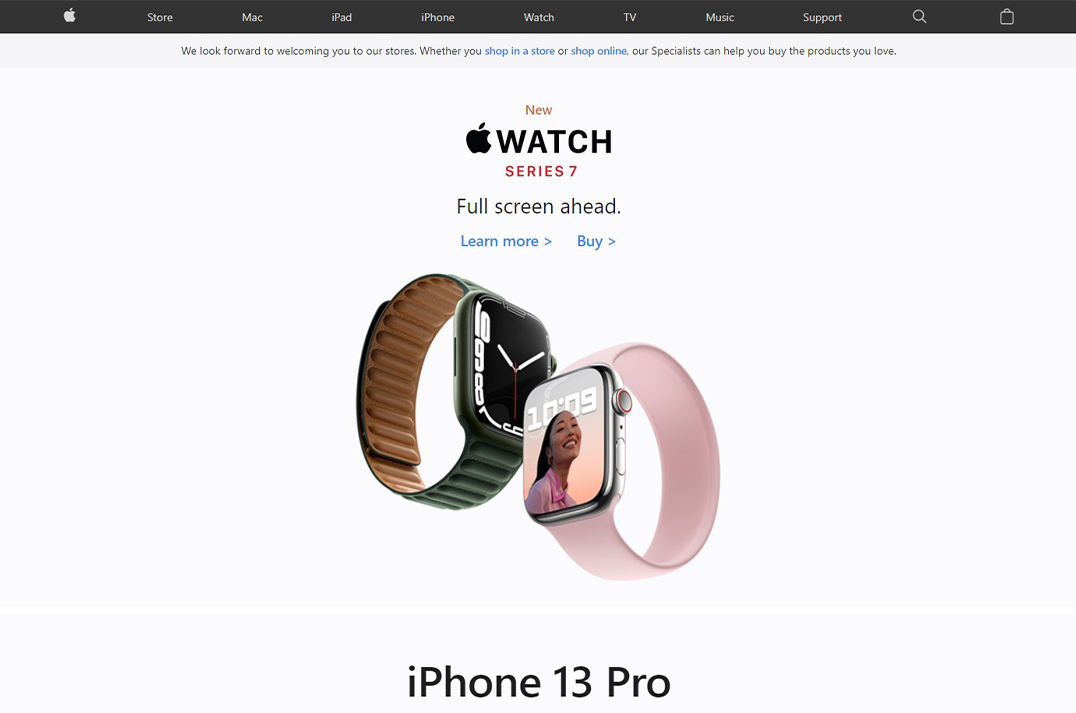 Store Mac iPad iPhone Watch TV Music Support
We look forward to welcoming you to our stores. Whether you shop in a store or shop online, our Specialists can help you buy the products you love.
New
WATCH
SERIES 7
Full screen ahead.
Learn more > Buy >
10:09
iPhone 13 Pro